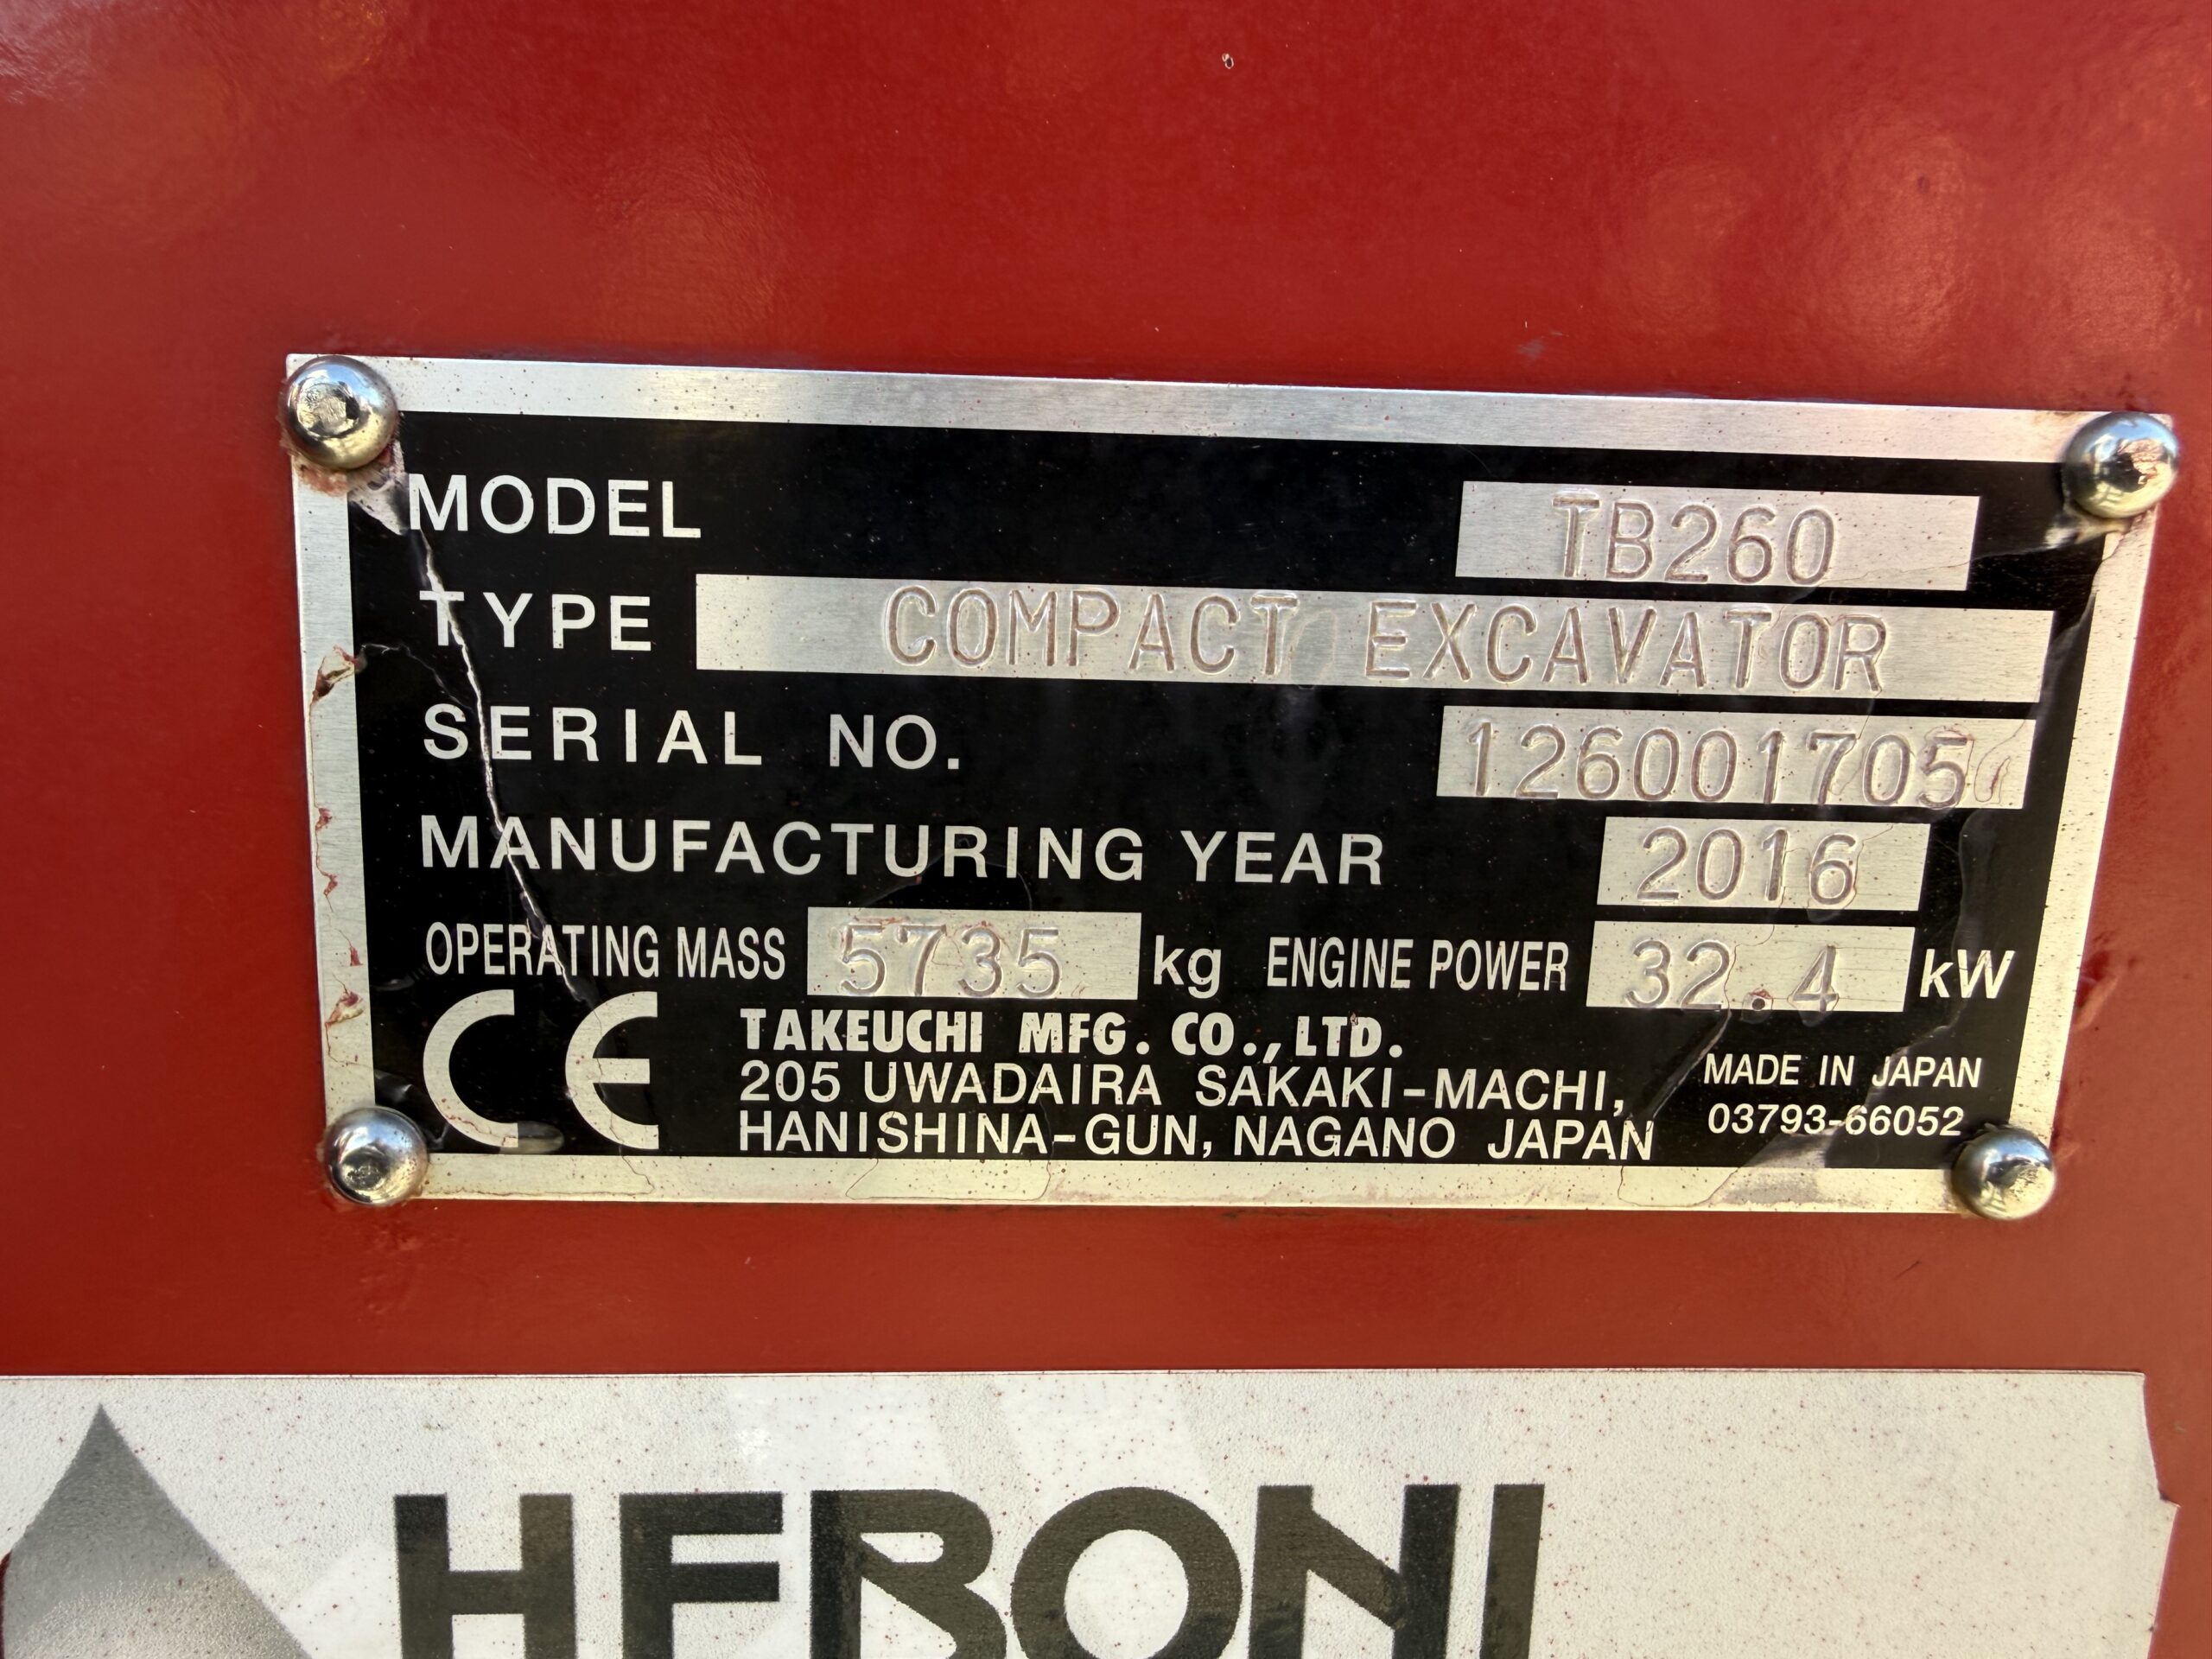 MODEL TB260
TYPE COMPACT EXCAVATOR
SERIAL NO. 126001705
MANUFACTURING YEAR 2016
OPERATING MASS 5735 kg ENGINE POWER 32.4 kW
CE TAKEUCHI MFG. CO.,LTD.
205 UWADAIRA SAKAKI-MACHI,
HANISHINA-GUN, NAGANO JAPAN
MADE IN JAPAN
03793-66052